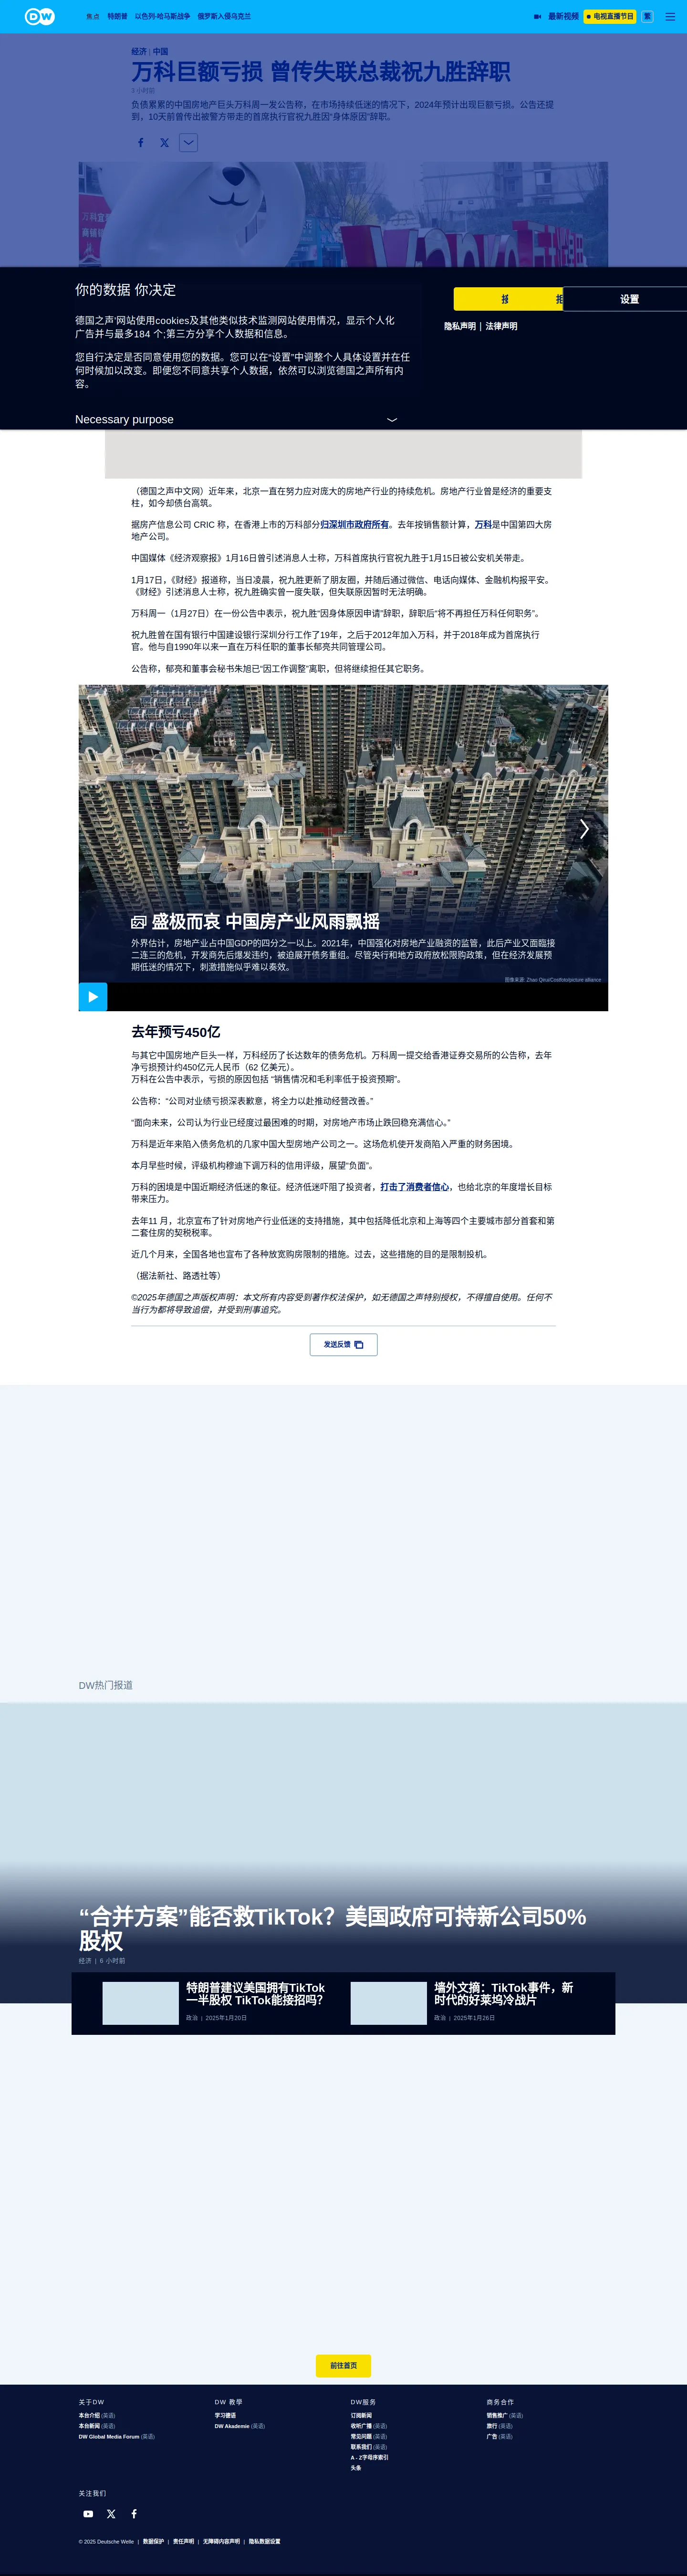 DW
焦点 特朗普 以色列-哈马斯战争 俄罗斯入侵乌克兰 最新视频 电视直播节目 繁
经济 | 中国
万科巨额亏损 曾传失联总裁祝九胜辞职
3 小时前
负债累累的中国房地产巨头万科周一发公告称，在市场持续低迷的情况下，2024年预计出现巨额亏损。公告还提
到，10天前曾传出被警方带走的首席执行官祝九胜因“身体原因”辞职。
你的数据 你决定
德国之声'网站使用cookies及其他类似技术监测网站使用情况，显示个人化
广告并与最多184 个;第三方分享个人数据和信息。
您自行决定是否同意使用您的数据。您可以在“设置”中调整个人具体设置并在任
何时候加以改变。即便您不同意共享个人数据，依然可以浏览德国之声所有内
容。
Necessary purpose
设置
隐私声明 | 法律声明
（德国之声中文网）近年来，北京一直在努力应对庞大的房地产行业的持续危机。房地产行业曾是经济的重要支
柱，如今却债台高筑。
据房产信息公司 CRIC 称，在香港上市的万科部分归深圳市政府所有。去年按销售额计算，万科是中国第四大房
地产公司。
中国媒体《经济观察报》1月16日曾引述消息人士称，万科首席执行官祝九胜于1月15日被公安机关带走。
1月17日，《财经》报道称，当日凌晨，祝九胜更新了朋友圈，并随后通过微信、电话向媒体、金融机构报平安。
《财经》引述消息人士称，祝九胜确实曾一度失联，但失联原因暂时无法明确。
万科周一（1月27日）在一份公告中表示，祝九胜“因身体原因申请”辞职，辞职后“将不再担任万科任何职务”。
祝九胜曾在国有银行中国建设银行深圳分行工作了19年，之后于2012年加入万科，并于2018年成为首席执行
官。他与自1990年以来一直在万科任职的董事长郁亮共同管理公司。
公告称，郁亮和董事会秘书朱旭已“因工作调整”离职，但将继续担任其它职务。
盛极而哀 中国房产业风雨飘摇
外界估计，房地产业占中国GDP的四分之一以上。2021年，中国强化对房地产业融资的监管，此后产业又面临接
二连三的危机，开发商先后爆发违约，被迫开展债务重组。尽管央行和地方政府放松限购政策，但在经济发展预
期低迷的情况下，刺激措施似乎难以奏效。
图像来源: Zhao Qirui/Costfoto/picture alliance
去年预亏450亿
与其它中国房地产巨头一样，万科经历了长达数年的债务危机。万科周一提交给香港证券交易所的公告称，去年
净亏损预计约450亿元人民币（62 亿美元）。
万科在公告中表示，亏损的原因包括 “销售情况和毛利率低于投资预期”。
公告称：“公司对业绩亏损深表歉意，将全力以赴推动经营改善。”
“面向未来，公司认为行业已经度过最困难的时期，对房地产市场止跌回稳充满信心。”
万科是近年来陷入债务危机的几家中国大型房地产公司之一。这场危机使开发商陷入严重的财务困境。
本月早些时候，评级机构穆迪下调万科的信用评级，展望“负面”。
万科的困境是中国近期经济低迷的象征。经济低迷吓阻了投资者，打击了消费者信心，也给北京的年度增长目标
带来压力。
去年11 月，北京宣布了针对房地产行业低迷的支持措施，其中包括降低北京和上海等四个主要城市部分首套和第
二套住房的契税税率。
近几个月来，全国各地也宣布了各种放宽购房限制的措施。过去，这些措施的目的是限制投机。
（据法新社、路透社等）
©2025年德国之声版权声明：本文所有内容受到著作权法保护，如无德国之声特别授权，不得擅自使用。任何不
当行为都将导致追偿，并受到刑事追究。
发送反馈
DW热门报道
“合并方案”能否救TikTok？美国政府可持新公司50%
股权
经济 | 6 小时前
特朗普建议美国拥有TikTok
一半股权 TikTok能接招吗？
政治 | 2025年1月20日
墙外文摘：TikTok事件，新
时代的好莱坞冷战片
政治 | 2025年1月26日
前往首页
关于DW
本台介绍 (英语)
本台新闻 (英语)
DW Global Media Forum (英语)
DW 教学
学习德语
DW Akademie (英语)
DW服务
订阅新闻
收听广播 (英语)
常见问题 (英语)
联系我们 (英语)
A - Z字母序索引
头条
商务合作
销售推广 (英语)
旅行 (英语)
广告 (英语)
关注我们
© 2025 Deutsche Welle | 数据保护 | 责任声明 | 无障碍内容声明 | 隐私数据设置